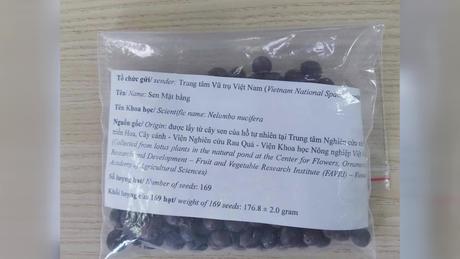 Tổ chức gửi/ sender: Trung tâm Vũ trụ Việt Nam (Vietnam National Space
Tên/ Name: Sen Mặt bằng
Tên Khoa học/ Scientific name: Nelumbo nucifera
Nguồn gốc/ Origin: được lấy từ cây sen của hồ tự nhiên tại Trung tâm Nghiên cứu
triển Hoa, Cây cảnh - Viện Nghiên cứu Rau Quả - Viện Khoa học Nông nghiệp Việt
(Collected from lotus plants in the natural pond at the Center for Flowers, Ornamen
Research and Development – Fruit and Vegetable Research Institute (FAVRI) –
Academy of Agricultural Sciences)
Số lượng hạt/ Number of seeds: 169
Khối lượng của 169 hạt/ weight of 169 seeds: 176.8 ± 2.0 gram